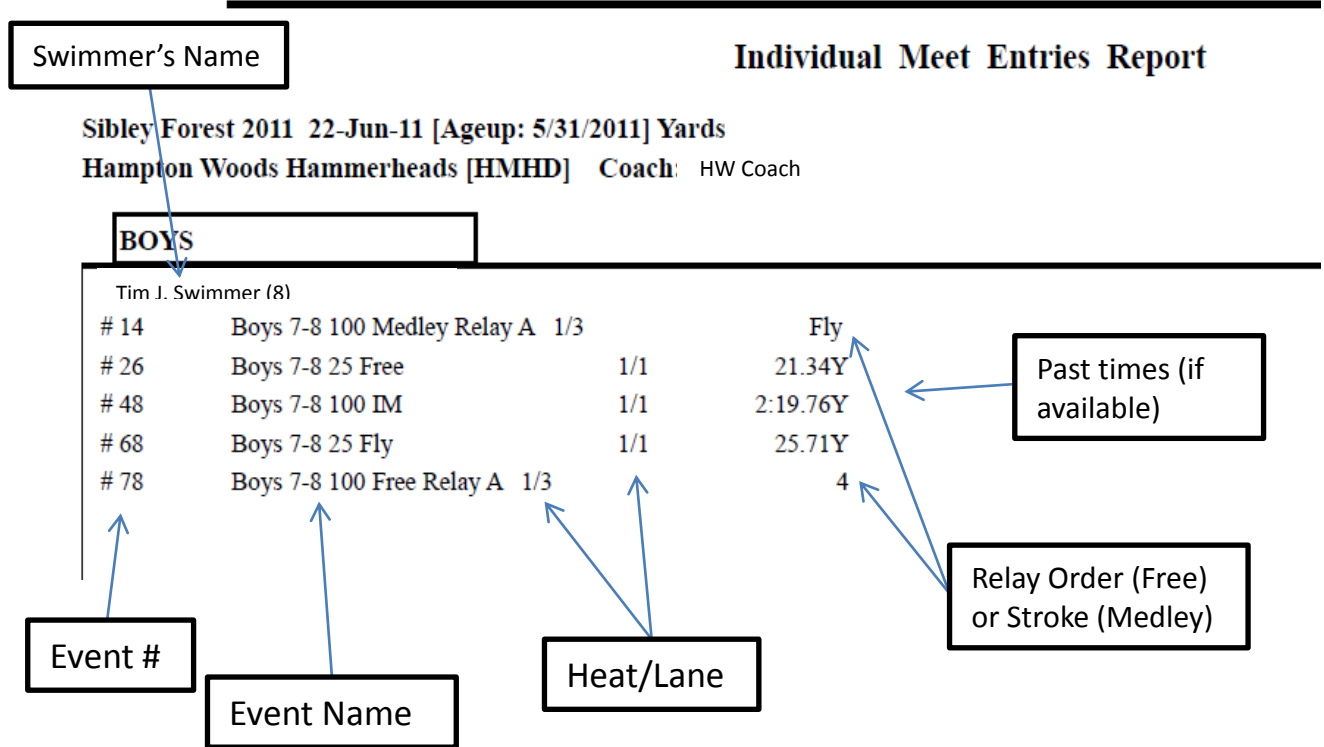 Swimmer's Name
Individual Meet Entries Report
Sibley Forest 2011 22-Jun-11 [Ageup: 5/31/2011] Yards
Hampton Woods Hammerheads [HMHD] Coach: HW Coach
BOYS
Tim J. Swimmer (8)
# 14 Boys 7-8 100 Medley Relay A 1/3 Fly
# 26 Boys 7-8 25 Free 1/1 21.34Y
# 48 Boys 7-8 100 IM 1/1 2:19.76Y
# 68 Boys 7-8 25 Fly 1/1 25.71Y
# 78 Boys 7-8 100 Free Relay A 1/3 4
Past times (if
available)
Relay Order (Free)
or Stroke (Medley)
Event #
Event Name
Heat/Lane